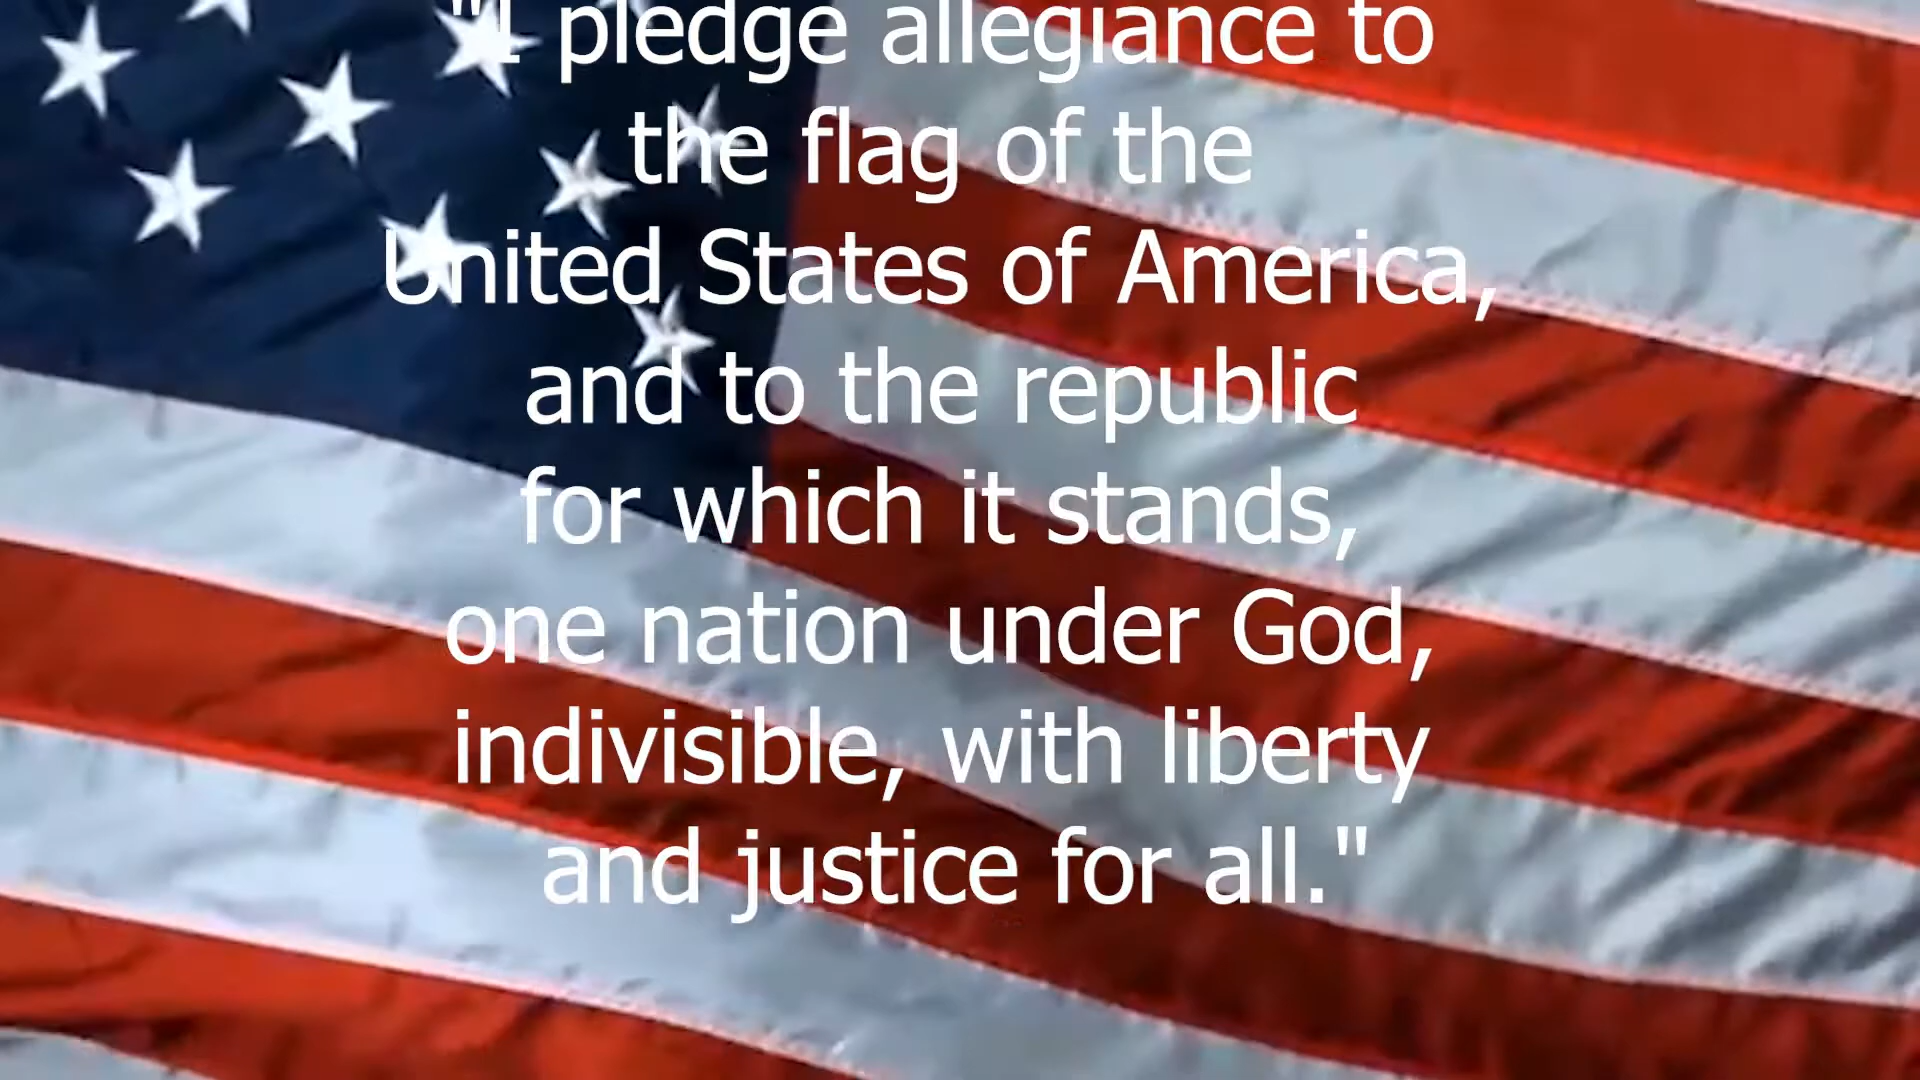 "I pledge allegiance to
the flag of the
United States of America,
and to the republic
for which it stands,
one nation under God,
indivisible, with liberty
and justice for all."